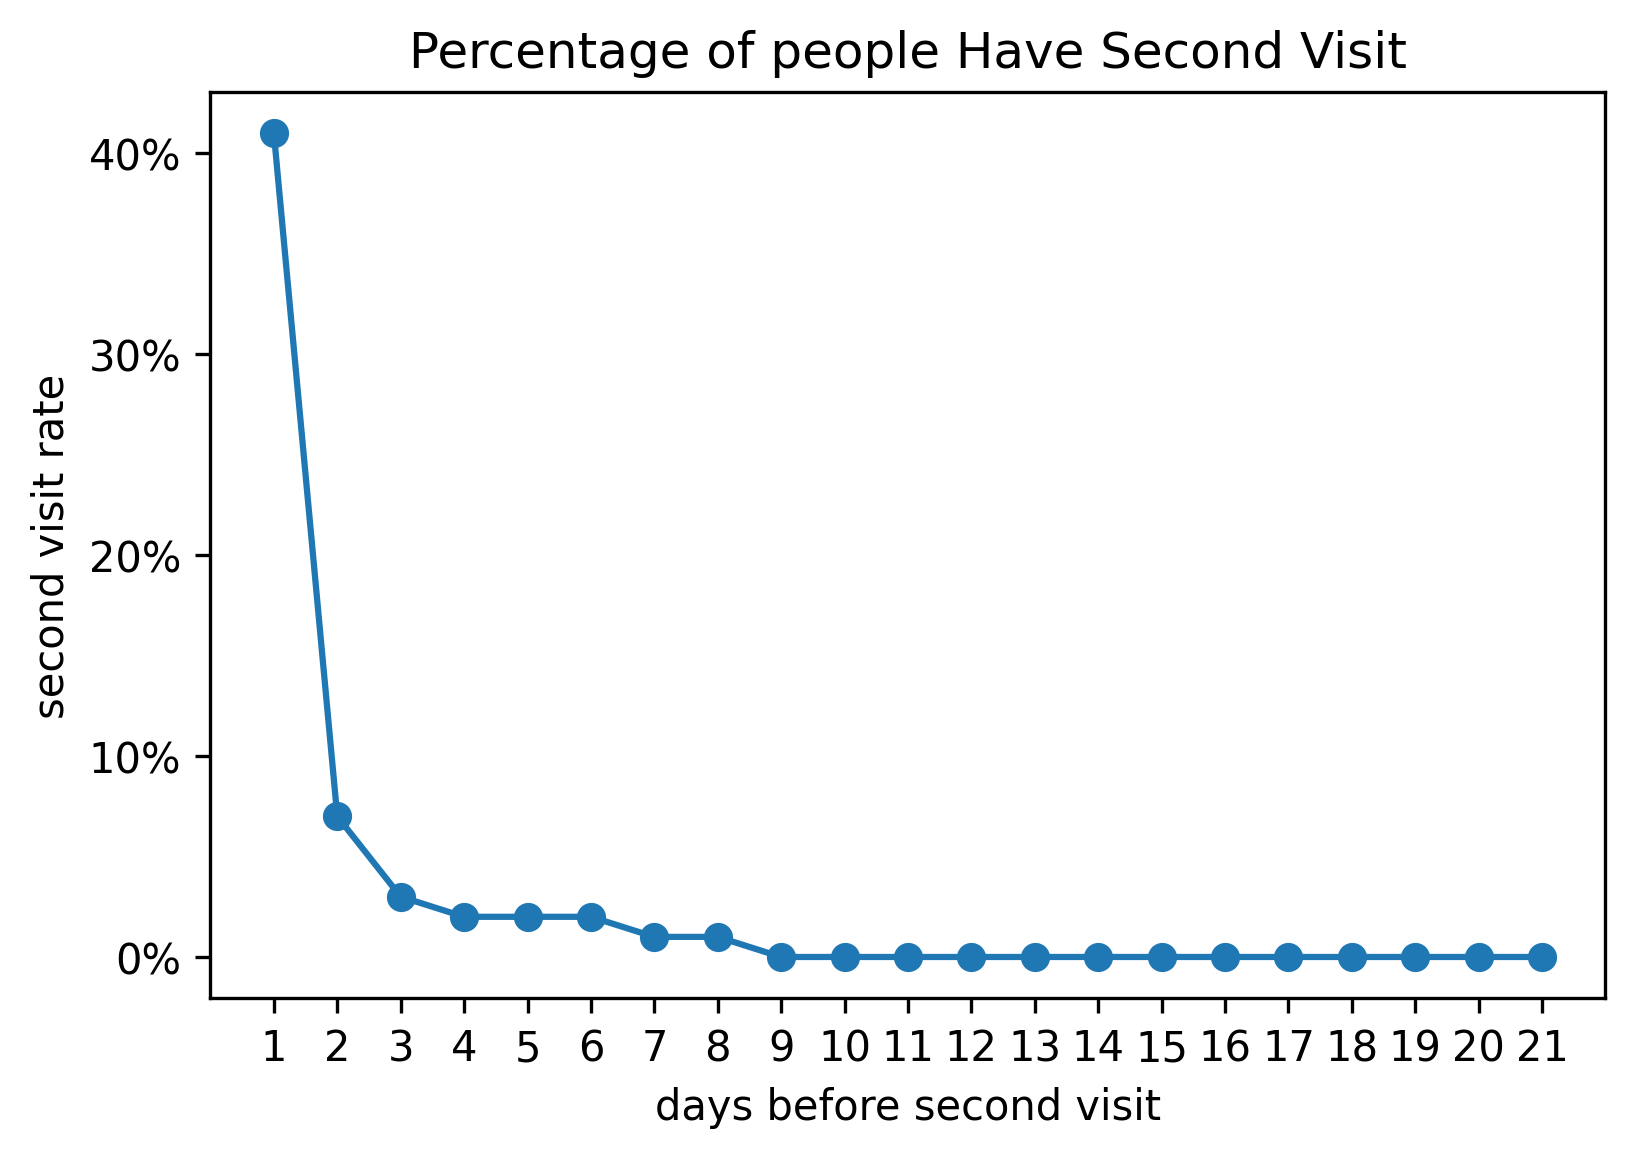 Percentage of people Have Second Visit
40%
30%
20%
10%
0%
second visit rate
1 2 3 4 5 6 7 8 9 10 11 12 13 14 15 16 17 18 19 20 21
days before second visit